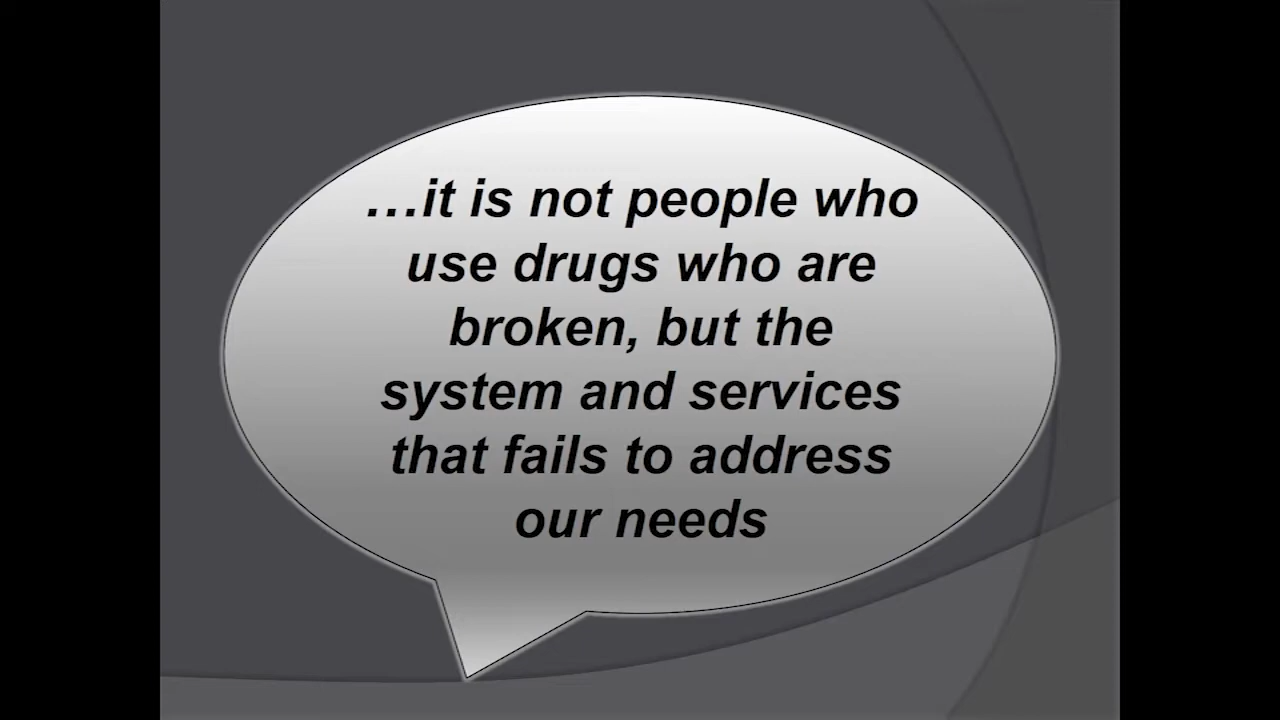 …it is not people who
use drugs who are
broken, but the
system and services
that fails to address
our needs